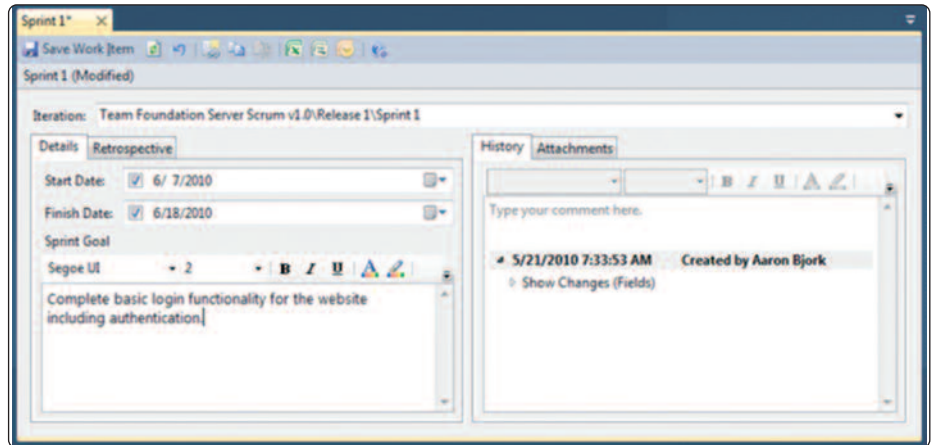 Sprint 1*
Save Work Item
Sprint 1 (Modified)
Iteration: Team Foundation Server Scrum v1.0\Release 1\Sprint 1
Details Retrospective
Start Date: 6/ 7/2010
Finish Date: 6/18/2010
Sprint Goal
Segoe UI 2 B I U A
Complete basic login functionality for the website
including authentication.
History Attachments
B I U A
Type your comment here.
5/21/2010 7:33:53 AM Created by Aaron Bjork
Show Changes (Fields)